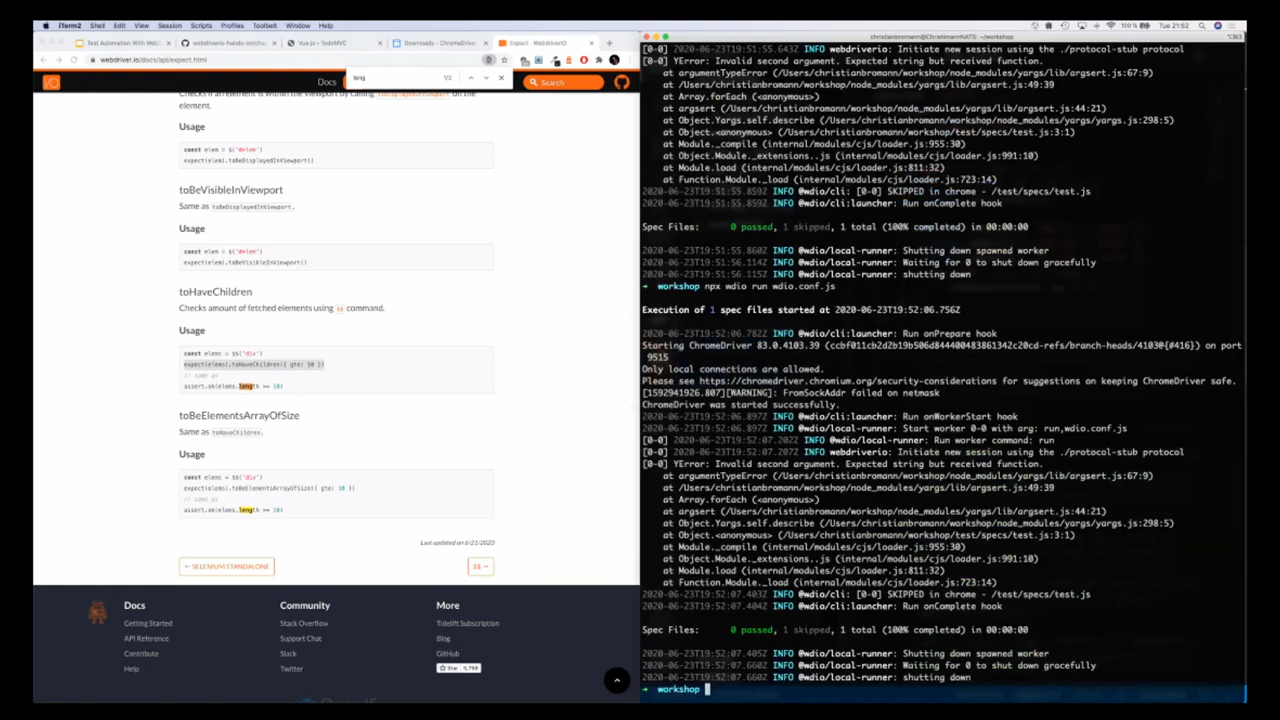 iTerm2 Shell Edit View Session Scripts Profiles Toolbelt Window Help
100 % Tue 21:52
Vue.js • TodoMVC
Downloads - ChromeDriver
Expect · WebdriverIO
webdriver.io/docs/api/expect.html
leng 1/2
Docs
Search
element.
Usage
const elem = $('#elem')
expect(elem).toBeDisplayedInViewport()
toBeVisibleInViewport
Same as toBeDisplayedInViewport.
Usage
const elem = $('#elem')
expect(elem).toBeVisibleInViewport()
toHaveChildren
Checks amount of fetched elements using $$ command.
Usage
const elems = $$('div')
expect(elems).toHaveChildren({ gte: 10 })
// same as
assert.ok(elems.length >= 10)
toBeElementsArrayOfSize
Same as toHaveChildren.
Usage
const elems = $$('div')
expect(elems).toBeElementsArrayOfSize({ gte: 10 })
// same as
assert.ok(elems.length >= 10)
Last updated on 6/21/2020
← SELENIUM STANDALONE
$$ →
Docs
Getting Started
API Reference
Contribute
Help
Community
Stack Overflow
Support Chat
Slack
Twitter
More
Tidelift Subscription
Blog
GitHub
Star 5,798
christianbromann@ChristimannNATS: ~/workshop
[0-0] 2020-06-23T19:51:55.643Z INFO webdriverio: Initiate new session using the ./protocol-stub protocol
[0-0] YError: Invalid second argument. Expected string but received function.
at argumentTypeError (/Users/christianbromann/workshop/node_modules/yargs/lib/argsert.js:67:9)
at /Users/christianbromann/workshop/node_modules/yargs/lib/argsert.js:49:39
at Array.forEach (<anonymous>)
at argsert (/Users/christianbromann/workshop/node_modules/yargs/lib/argsert.js:44:21)
at Object.Yargs.self.describe (/Users/christianbromann/workshop/node_modules/yargs/yargs.js:298:5)
at Object.<anonymous> (/Users/christianbromann/workshop/test/specs/test.js:3:1)
at Module._compile (internal/modules/cjs/loader.js:955:30)
at Object.Module._extensions..js (internal/modules/cjs/loader.js:991:10)
at Module.load (internal/modules/cjs/loader.js:811:32)
at Function.Module._load (internal/modules/cjs/loader.js:723:14)
2020-06-23T19:51:55.859Z INFO @wdio/cli: [0-0] SKIPPED in chrome - /test/specs/test.js
2020-06-23T19:51:55.859Z INFO @wdio/cli:launcher: Run onComplete hook
Spec Files: 0 passed, 1 skipped, 1 total (100% completed) in 00:00:00
2020-06-23T19:51:55.860Z INFO @wdio/local-runner: Shutting down spawned worker
2020-06-23T19:51:56.114Z INFO @wdio/local-runner: Waiting for 0 to shut down gracefully
2020-06-23T19:51:56.115Z INFO @wdio/local-runner: shutting down
→ workshop npx wdio run wdio.conf.js
Execution of 1 spec files started at 2020-06-23T19:52:06.756Z
2020-06-23T19:52:06.782Z INFO @wdio/cli:launcher: Run onPrepare hook
Starting ChromeDriver 83.0.4103.39 (ccbf011cb2d2b19b506d844400483861342c20cd-refs/branch-heads/4103@{#416}) on port
9515
Only local connections are allowed.
Please see https://chromedriver.chromium.org/security-considerations for suggestions on keeping ChromeDriver safe.
[1592941926.807][WARNING]: FromSockAddr failed on netmask
ChromeDriver was started successfully.
2020-06-23T19:52:06.897Z INFO @wdio/cli:launcher: Run onWorkerStart hook
2020-06-23T19:52:06.897Z INFO @wdio/local-runner: Start worker 0-0 with arg: run,wdio.conf.js
[0-0] 2020-06-23T19:52:07.202Z INFO @wdio/local-runner: Run worker command: run
[0-0] 2020-06-23T19:52:07.207Z INFO webdriverio: Initiate new session using the ./protocol-stub protocol
[0-0] YError: Invalid second argument. Expected string but received function.
at argumentTypeError (/Users/christianbromann/workshop/node_modules/yargs/lib/argsert.js:67:9)
at /Users/christianbromann/workshop/node_modules/yargs/lib/argsert.js:49:39
at Array.forEach (<anonymous>)
at argsert (/Users/christianbromann/workshop/node_modules/yargs/lib/argsert.js:44:21)
at Object.Yargs.self.describe (/Users/christianbromann/workshop/node_modules/yargs/yargs.js:298:5)
at Object.<anonymous> (/Users/christianbromann/workshop/test/specs/test.js:3:1)
at Module._compile (internal/modules/cjs/loader.js:955:30)
at Object.Module._extensions..js (internal/modules/cjs/loader.js:991:10)
at Module.load (internal/modules/cjs/loader.js:811:32)
at Function.Module._load (internal/modules/cjs/loader.js:723:14)
2020-06-23T19:52:07.403Z INFO @wdio/cli: [0-0] SKIPPED in chrome - /test/specs/test.js
2020-06-23T19:52:07.404Z INFO @wdio/cli:launcher: Run onComplete hook
Spec Files: 0 passed, 1 skipped, 1 total (100% completed) in 00:00:00
2020-06-23T19:52:07.405Z INFO @wdio/local-runner: Shutting down spawned worker
2020-06-23T19:52:07.660Z INFO @wdio/local-runner: Waiting for 0 to shut down gracefully
2020-06-23T19:52:07.660Z INFO @wdio/local-runner: shutting down
→ workshop